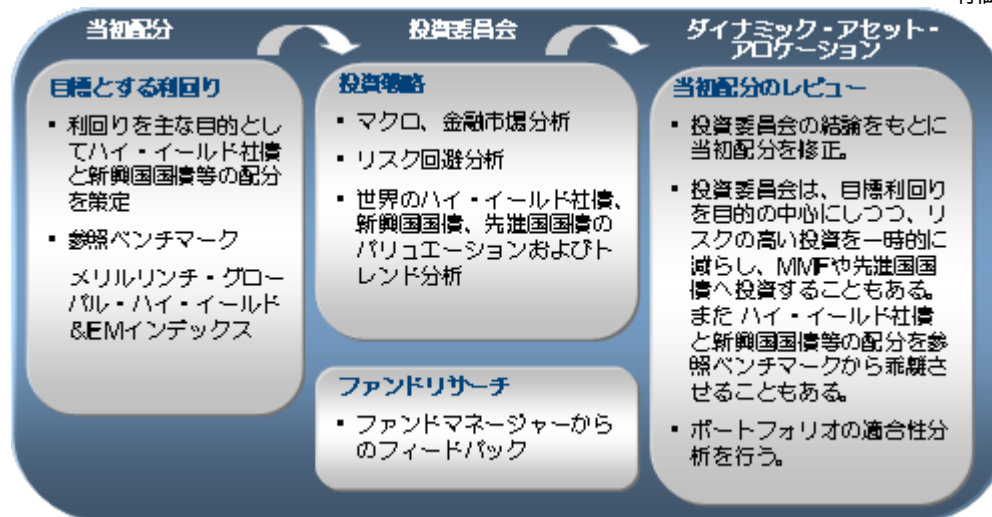 当初配分
投資委員会
ダイナミック・アセット・
アロケーション
目標とする利回り
▪ 利回りを主な目的とし
てハイ・イールド社債
と新興国国債等の配分
を策定
▪ 参照ベンチマーク
メリルリンチ・グロー
バル・ハイ・イールド
&EMインデックス
投資戦略
▪ マクロ、金融市場分析
▪ リスク回避分析
▪ 世界のハイ・イールド社債、
新興国国債、先進国国債の
バリュエーションおよびト
レンド分析
ファンドリサーチ
▪ ファンドマネージャーから
のフィードバック
当初配分のレビュー
▪ 投資委員会の結論をもとに
当初配分を修正。
▪ 投資委員会は、目標利回り
を目的の中心にしつつ、リ
スクの高い投資を一時的に
減らし、MMFや先進国国
債へ投資することもある。
また ハイ・イールド社債
と新興国国債等の配分を参
照ベンチマークから乖離さ
せることもある。
▪ ポートフォリオの適合性分
析を行う。